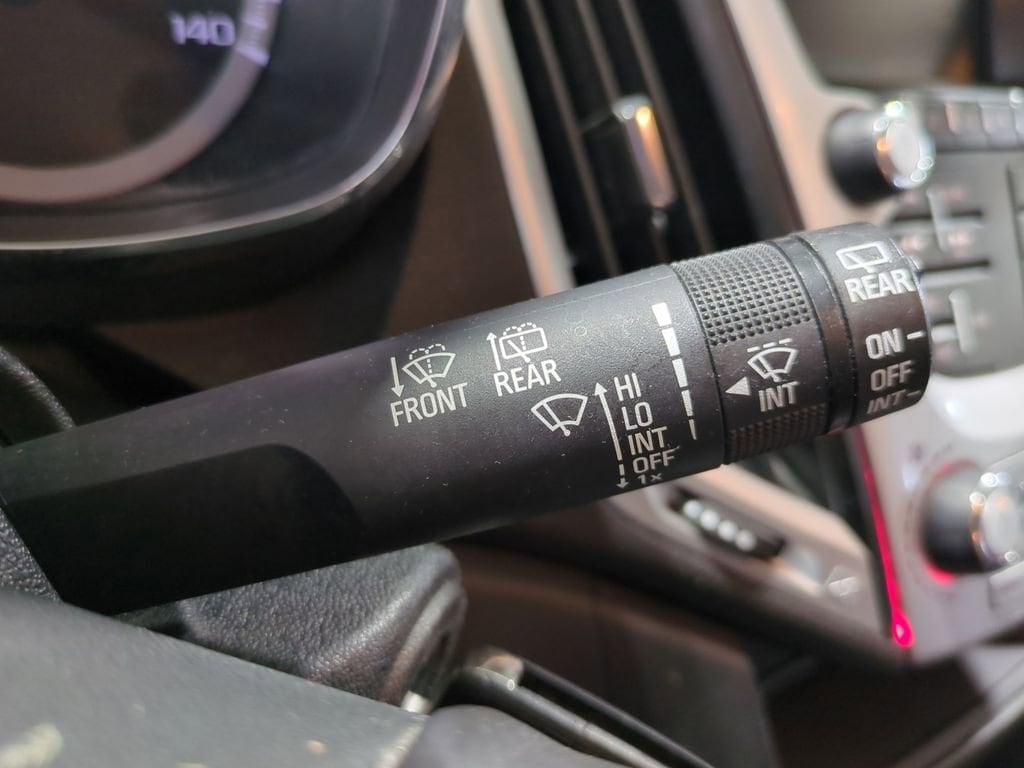 140
FRONT
REAR
HI
LO
INT
OFF
1x
INT
REAR
ON
OFF
INT